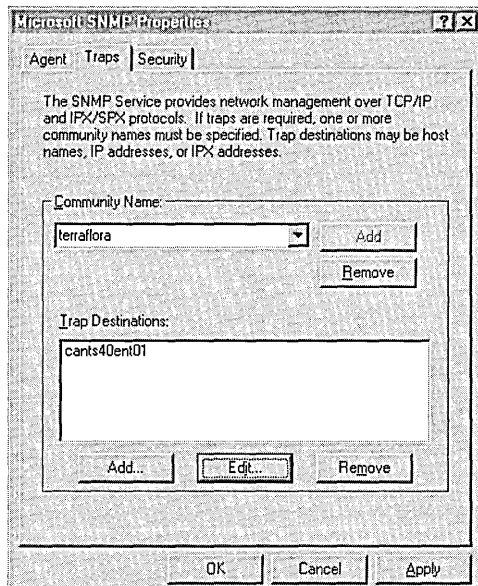 Microsoft SNMP Properties
? X
Agent Traps Security
The SNMP Service provides network management over TCP/IP
and IPX/SPX protocols. If traps are required, one or more
community names must be specified. Trap destinations may be host
names, IP addresses, or IPX addresses.
Community Name:
terraflora
Add
Remove
Trap Destinations:
cants40ent01
Add... Edit... Remove
OK Cancel Apply